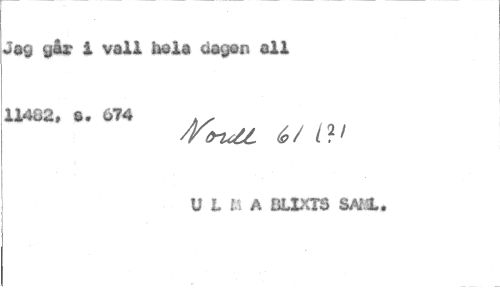 Jag går i vall hela dagen all
11482, s. 674
Nordl 61 (?)
U L M A BLIXTS SAML.